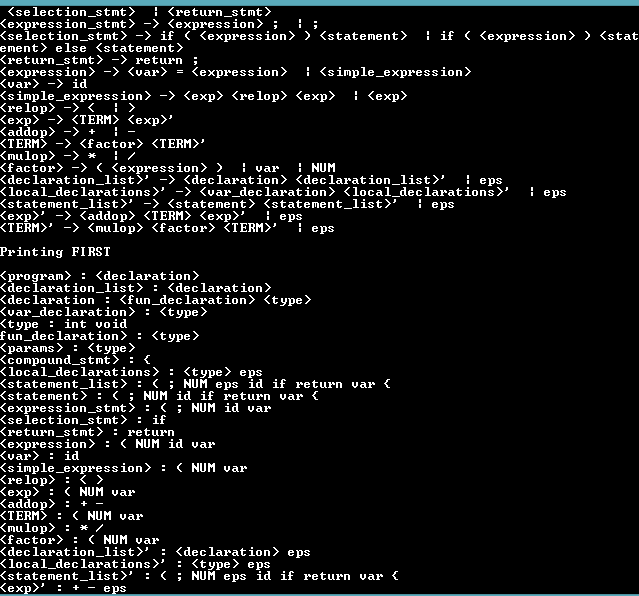 <selection_stmt> | <return_stmt>
<expression_stmt> -> <expression> ; | ;
<selection_stmt> -> if ( <expression> ) <statement> | if ( <expression> ) <stat
ement> else <statement>
<return_stmt> -> return ;
<expression> -> <var> = <expression> | <simple_expression>
<var> -> id
<simple_expression> -> <exp> <relop> <exp> | <exp>
<relop> -> < | >
<exp> -> <TERM> <exp>'
<addop> -> + | -
<TERM> -> <factor> <TERM>'
<mulop> -> * | /
<factor> -> ( <expression> ) | var | NUM
<declaration_list>' -> <declaration> <declaration_list>' | eps
<local_declarations>' -> <var_declaration> <local_declarations>' | eps
<statement_list>' -> <statement> <statement_list>' | eps
<exp>' -> <addop> <TERM> <exp>' | eps
<TERM>' -> <mulop> <factor> <TERM>' | eps
Printing FIRST
<program> : <declaration>
<declaration_list> : <declaration>
<declaration : <fun_declaration> <type>
<var_declaration> : <type>
<type : int void
fun_declaration> : <type>
<params> : <type>
<compound_stmt> : {
<local_declarations> : <type> eps
<statement_list> : ( ; NUM eps id if return var {
<statement> : ( ; NUM id if return var {
<expression_stmt> : ( ; NUM id var
<selection_stmt> : if
<return_stmt> : return
<expression> : ( NUM id var
<var> : id
<simple_expression> : ( NUM var
<relop> : < >
<exp> : ( NUM var
<addop> : + -
<TERM> : ( NUM var
<mulop> : * /
<factor> : ( NUM var
<declaration_list>' : <declaration> eps
<local_declarations>' : <type> eps
<statement_list>' : ( ; NUM eps id if return var {
<exp>' : + - eps